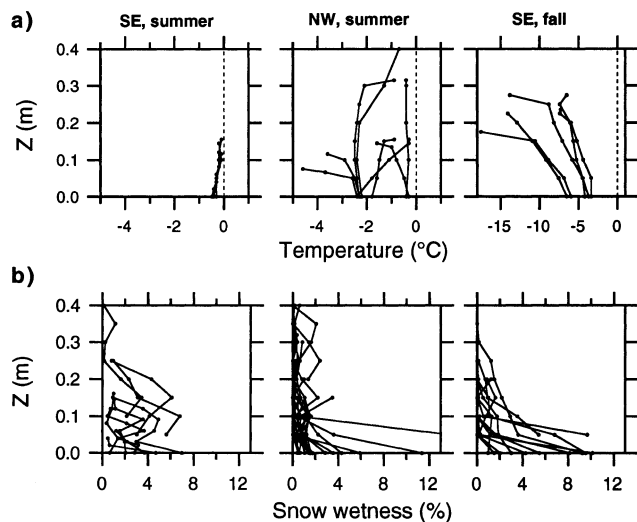 a)
SE, summer NW, summer SE, fall
0.4
0.3
0.2
0.1
0.0
Z (m)
-4 -2 0 -4 -2 0 -15 -10 -5 0
Temperature (°C)
b)
0.4
0.3
0.2
0.1
0.0
Z (m)
0 4 8 12 0 4 8 12 0 4 8 12
Snow wetness (%)